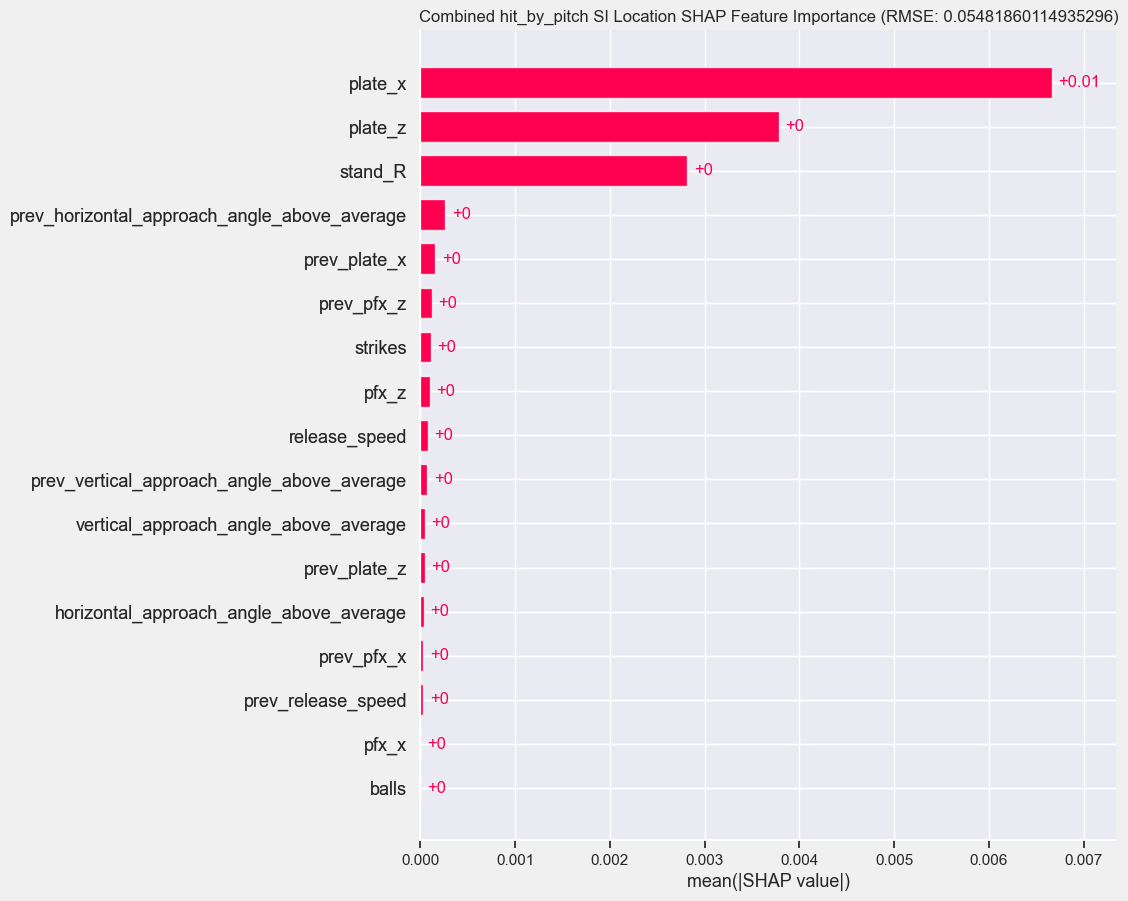 Combined hit_by_pitch SI Location SHAP Feature Importance (RMSE: 0.05481860114935296)
plate_x +0.01
plate_z +0
stand_R +0
prev_horizontal_approach_angle_above_average +0
prev_plate_x +0
prev_pfx_z +0
strikes +0
pfx_z +0
release_speed +0
prev_vertical_approach_angle_above_average +0
vertical_approach_angle_above_average +0
prev_plate_z +0
horizontal_approach_angle_above_average +0
prev_pfx_x +0
prev_release_speed +0
pfx_x +0
balls +0
0.000 0.001 0.002 0.003 0.004 0.005 0.006 0.007
mean(|SHAP value|)